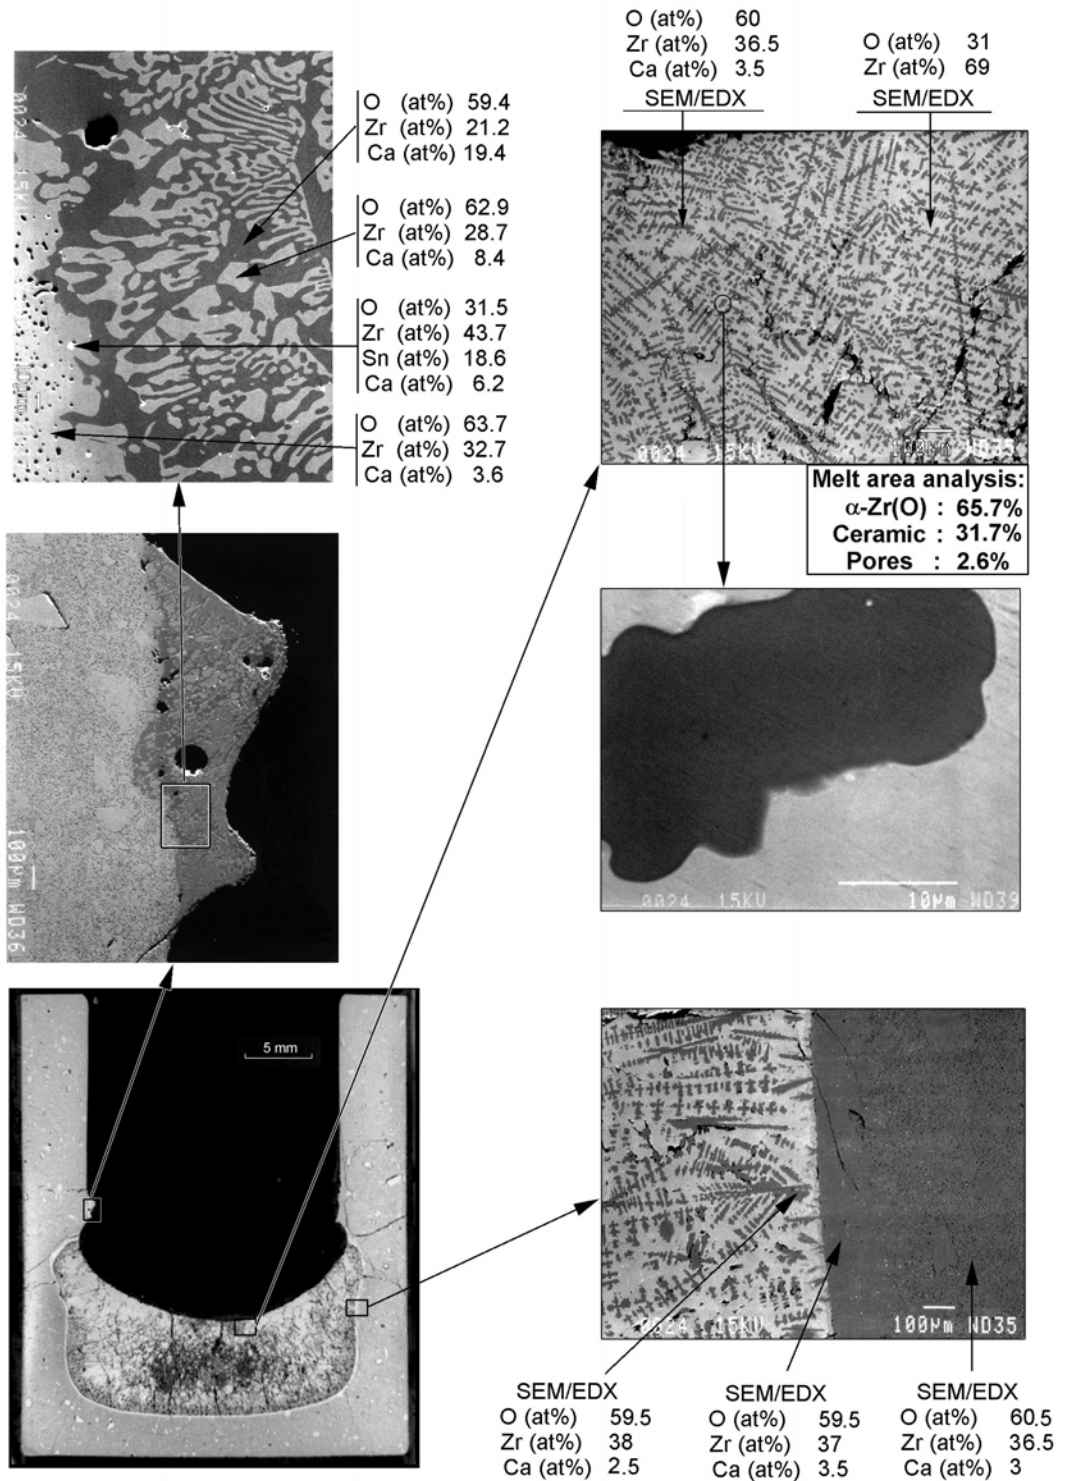 O (at%) 60
Zr (at%) 36.5
Ca (at%) 3.5
SEM/EDX
O (at%) 31
Zr (at%) 69
SEM/EDX
0024 15KV
10µm
O (at%) 59.4
Zr (at%) 21.2
Ca (at%) 19.4
O (at%) 62.9
Zr (at%) 28.7
Ca (at%) 8.4
O (at%) 31.5
Zr (at%) 43.7
Sn (at%) 18.6
Ca (at%) 6.2
O (at%) 63.7
Zr (at%) 32.7
Ca (at%) 3.6
0024 15KV 100µm WD35
Melt area analysis:
α-Zr(O) : 65.7%
Ceramic : 31.7%
Pores : 2.6%
0024 15KV 100µm WD36
0024 15KV 10µm WD39
5 mm
0024 15KV 100µm WD35
SEM/EDX
O (at%) 59.5
Zr (at%) 38
Ca (at%) 2.5
SEM/EDX
O (at%) 59.5
Zr (at%) 37
Ca (at%) 3.5
SEM/EDX
O (at%) 60.5
Zr (at%) 36.5
Ca (at%) 3